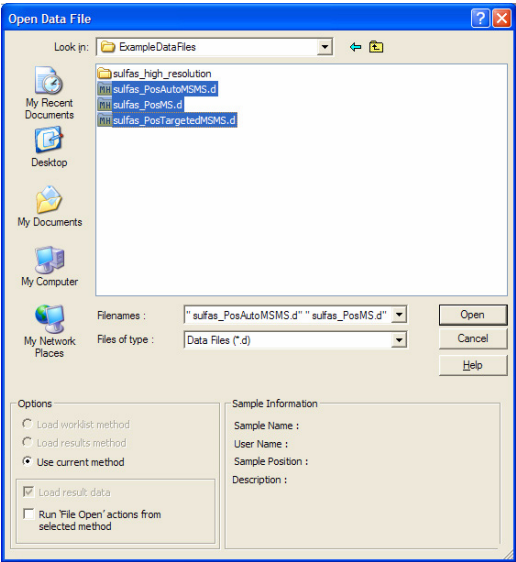 Open Data File
Look in:
ExampleDataFiles
sulfas_high_resolution
sulfas_PosAutoMSMS.d
sulfas_PosMS.d
sulfas_PosTargetedMSMS.d
My Recent
Documents
Desktop
My Documents
My Computer
My Network
Places
Filenames :
" sulfas_PosAutoMSMS.d" " sulfas_PosMS.d"
Open
Files of type :
Data Files (*.d)
Cancel
Help
Options
Load worklist method
Load results method
Use current method
Load result data
Run 'File Open' actions from
selected method
Sample Information
Sample Name :
User Name :
Sample Position :
Description :